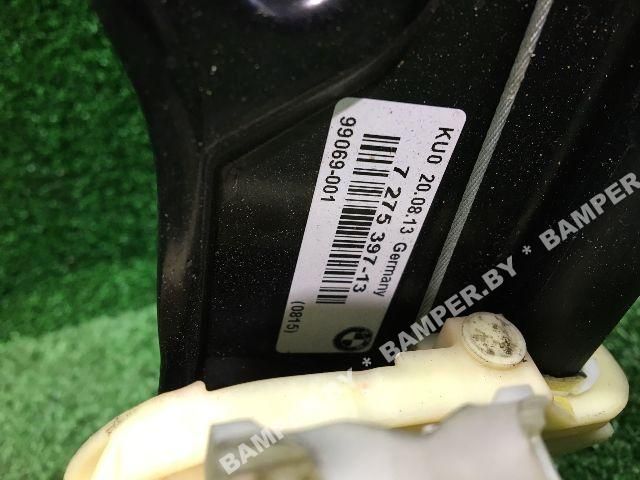 KU0 20.08.13 Germany
7 275 397-13
99069-001
(0815)
BAMPER.BY * BAMPER.BY * BAMPER.BY * BAMPER